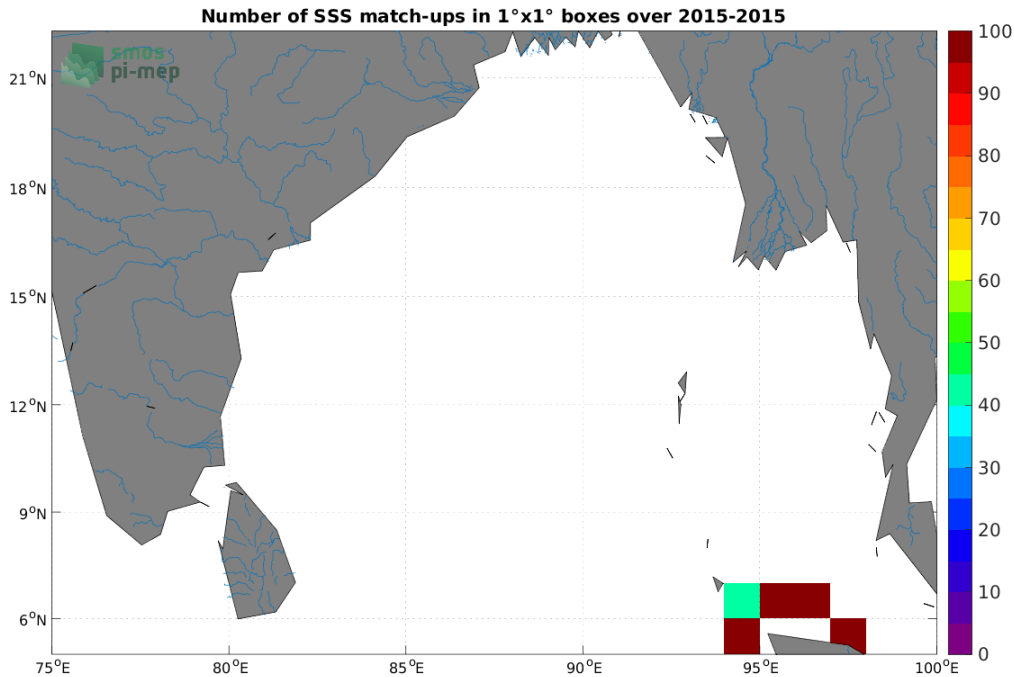 Number of SSS match-ups in 1°x1° boxes over 2015-2015
smos
pi-mep
21°N
18°N
15°N
12°N
9°N
6°N
75°E
80°E
85°E
90°E
95°E
100°E
100
90
80
70
60
50
40
30
20
10
0